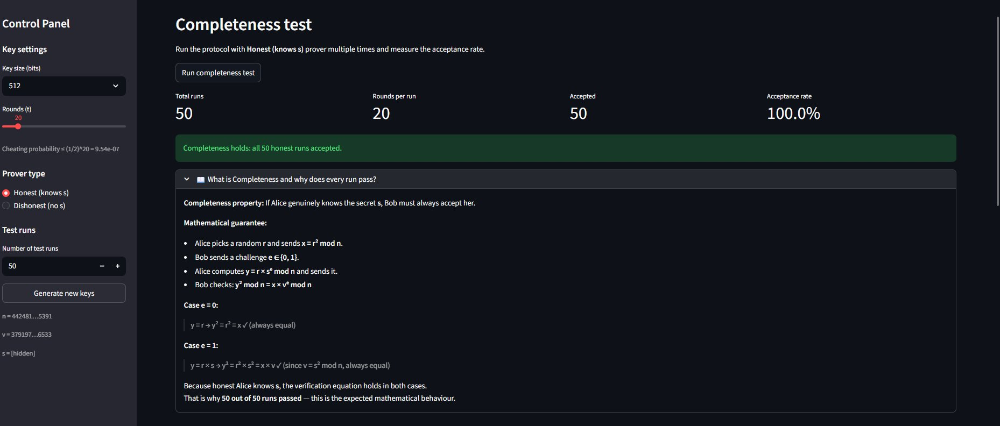 Control Panel
Key settings
Key size (bits)
512
Rounds (t)
20
Cheating probability ≤ (1/2)^20 = 9.54e-07
Prover type
Honest (knows s)
Dishonest (no s)
Test runs
Number of test runs
50
Generate new keys
n = 442481…5391
v = 379197…6533
s = [hidden]
Completeness test
Run the protocol with Honest (knows s) prover multiple times and measure the acceptance rate.
Run completeness test
Total runs
50
Rounds per run
20
Accepted
50
Acceptance rate
100.0%
Completeness holds: all 50 honest runs accepted.
📖 What is Completeness and why does every run pass?
Completeness property: If Alice genuinely knows the secret s, Bob must always accept her.
Mathematical guarantee:
• Alice picks a random r and sends x = r² mod n.
• Bob sends a challenge e ∈ {0, 1}.
• Alice computes y = r × sᵉ mod n and sends it.
• Bob checks: y² mod n = x × vᵉ mod n
Case e = 0:
y = r → y² = r² = x ✓ (always equal)
Case e = 1:
y = r × s → y² = r² × s² = x × v ✓ (since v = s² mod n, always equal)
Because honest Alice knows s, the verification equation holds in both cases.
That is why 50 out of 50 runs passed — this is the expected mathematical behaviour.